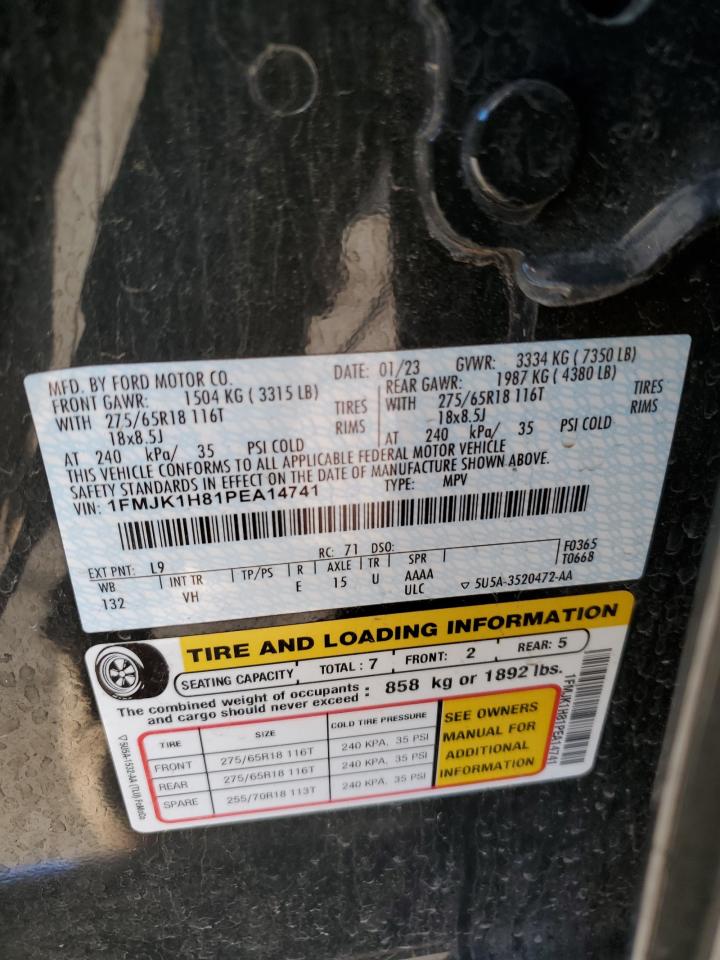 MFD. BY FORD MOTOR CO.
DATE: 01/23 GVWR: 3334 KG ( 7350 LB)
FRONT GAWR: 1504 KG ( 3315 LB)
REAR GAWR: 1987 KG ( 4380 LB)
WITH 275/65R18 116T TIRES
WITH 275/65R18 116T TIRES
18x8.5J RIMS
18x8.5J RIMS
AT 240 kPa/ 35 PSI COLD
AT 240 kPa/ 35 PSI COLD
THIS VEHICLE CONFORMS TO ALL APPLICABLE FEDERAL MOTOR VEHICLE
SAFETY STANDARDS IN EFFECT ON THE DATE OF MANUFACTURE SHOWN ABOVE.
VIN: 1FMJK1H81PEA14741 TYPE: MPV
EXT PNT: L9 RC: 71 DSO: F0365
T0668
WB INT TR TP/PS R AXLE TR SPR
132 VH E 15 U AAAA
ULC
▽ 5U5A-3520472-AA
TIRE AND LOADING INFORMATION
SEATING CAPACITY TOTAL : 7 FRONT: 2 REAR: 5
The combined weight of occupants
and cargo should never exceed : 858 kg or 1892 lbs.
TIRE SIZE COLD TIRE PRESSURE
FRONT 275/65R18 116T 240 KPA, 35 PSI
REAR 275/65R18 116T 240 KPA, 35 PSI
SPARE 255/70R18 113T 240 KPA, 35 PSI
SEE OWNERS
MANUAL FOR
ADDITIONAL
INFORMATION
▽ 5U5A-1532-AA (TLU) FoMoCo
1FMJK1H81PEA14741